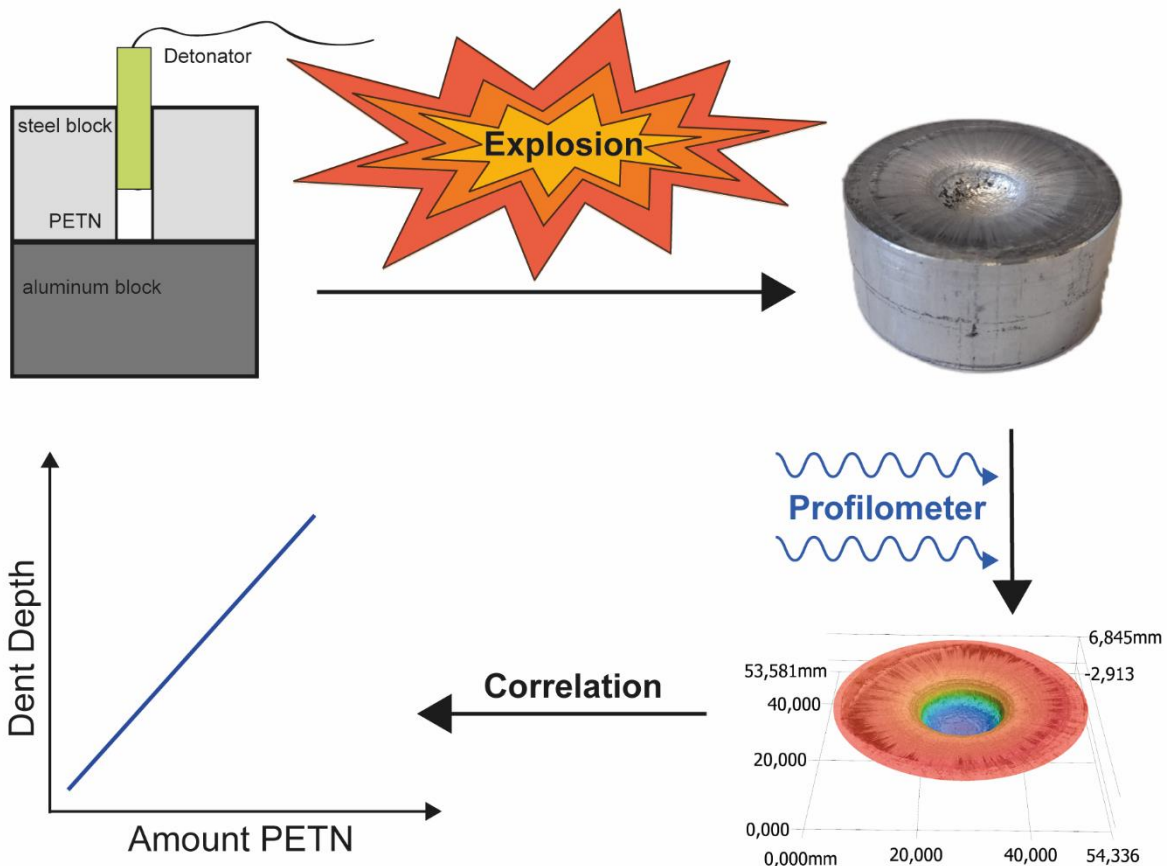 Detonator
steel block
PETN
aluminum block
Explosion
Profilometer
6,845mm
-2,913
53,581mm
40,000
20,000
0,000
0,000mm
20,000
40,000
54,336
Correlation
Dent Depth
Amount PETN